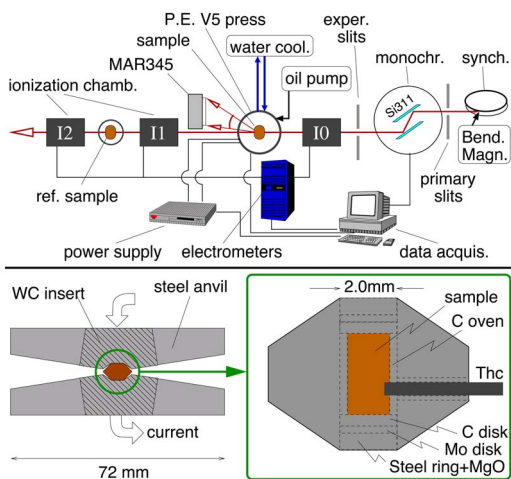 P.E. V5 press
sample
MAR345
ionization chamb.
water cool.
oil pump
exper.
slits
monochr.
synch.
Si311
I2
I1
I0
Bend.
Magn.
ref. sample
primary
slits
power supply
electrometers
data acquis.
WC insert
steel anvil
current
72 mm
2.0mm
sample
C oven
Thc
C disk
Mo disk
Steel ring+MgO